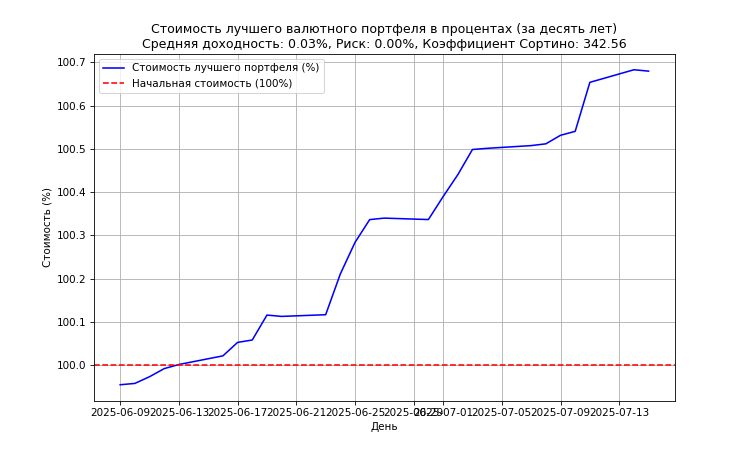 Стоимость лучшего валютного портфеля в процентах (за десять лет)
Средняя доходность: 0.03%, Риск: 0.00%, Коэффициент Сортино: 342.56
Стоимость лучшего портфеля (%)
Начальная стоимость (100%)
Стоимость (%)
100.7
100.6
100.5
100.4
100.3
100.2
100.1
100.0
2025-06-09 2025-06-13 2025-06-17 2025-06-21 2025-06-25 2025-06-29 2025-07-01 2025-07-05 2025-07-09 2025-07-13
День